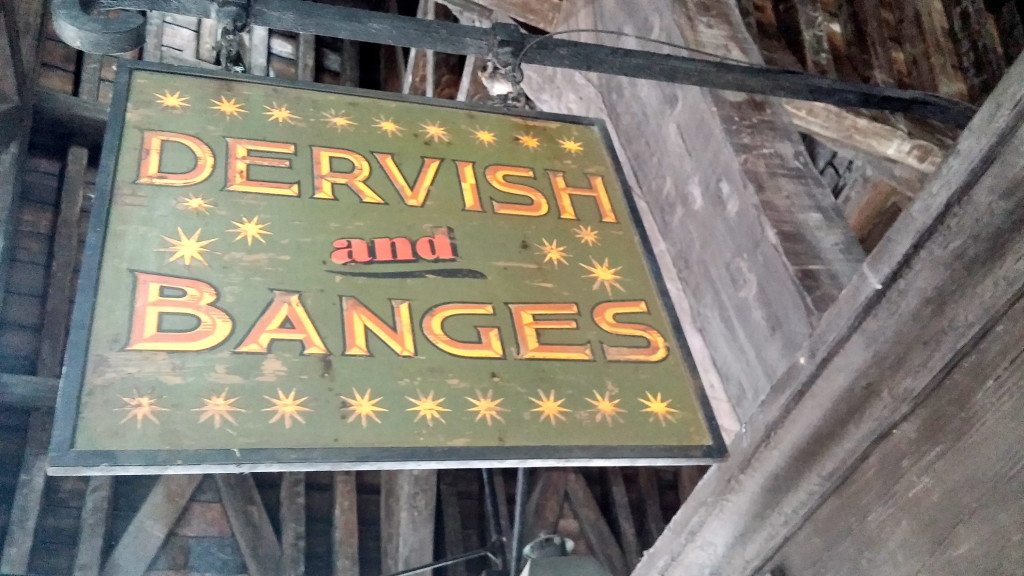 DERVISH
and
BANGES